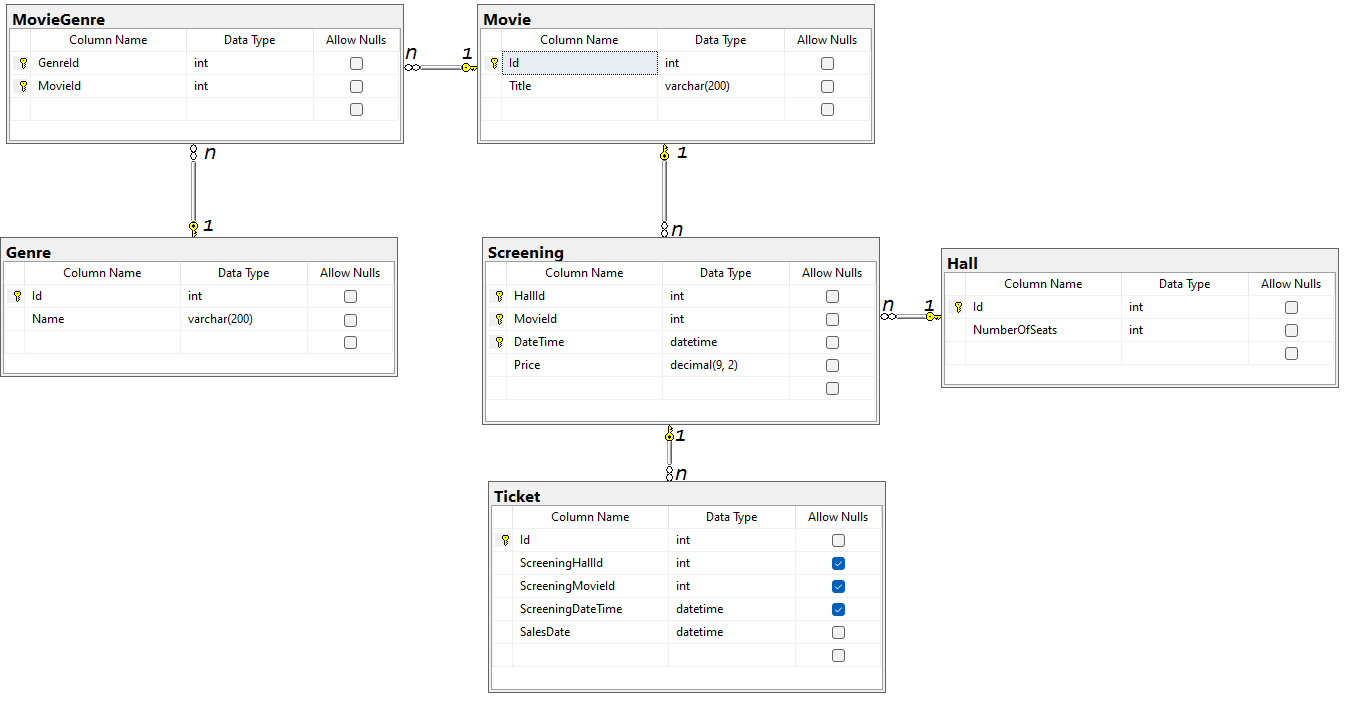 MovieGenre
Column Name Data Type Allow Nulls
GenreId int
MovieId int
n 1
Movie
Column Name Data Type Allow Nulls
Id int
Title varchar(200)
n
1
1
n
Genre
Column Name Data Type Allow Nulls
Id int
Name varchar(200)
Screening
Column Name Data Type Allow Nulls
HallId int
MovieId int
DateTime datetime
Price decimal(9, 2)
n 1
Hall
Column Name Data Type Allow Nulls
Id int
NumberOfSeats int
1
n
Ticket
Column Name Data Type Allow Nulls
Id int
ScreeningHallId int
ScreeningMovieId int
ScreeningDateTime datetime
SalesDate datetime